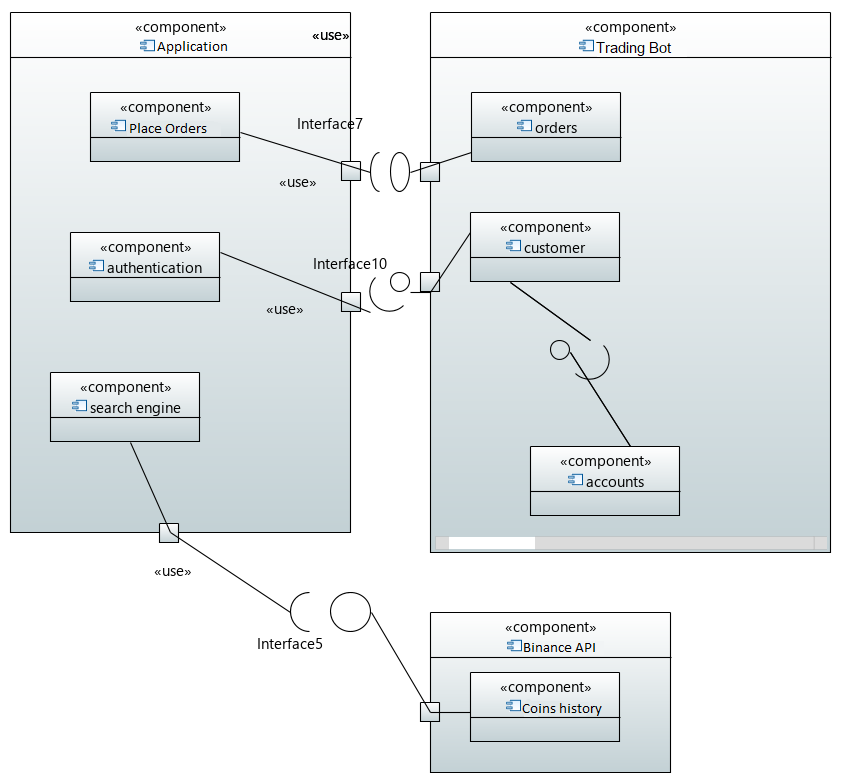 «component»
Application
«use»
«component»
Trading Bot
«component»
Place Orders
Interface7
«component»
orders
«use»
«component»
authentication
Interface10
«component»
customer
«use»
«component»
search engine
«component»
accounts
«use»
Interface5
«component»
Binance API
«component»
Coins history